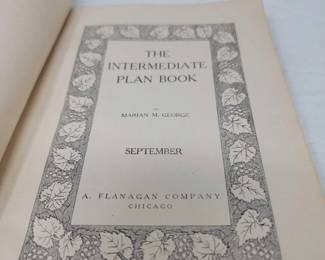 THE
INTERMEDIATE
PLAN BOOK
BY
MARIAN M. GEORGE
SEPTEMBER
A. FLANAGAN COMPANY
CHICAGO